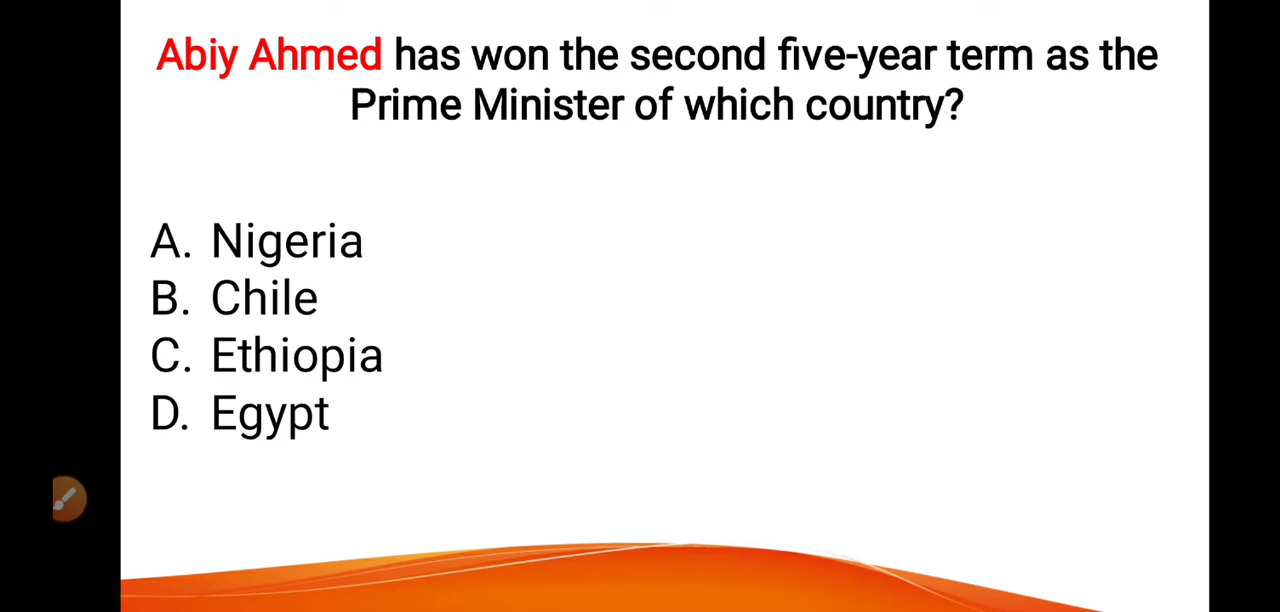 Abiy Ahmed has won the second five-year term as the
Prime Minister of which country?
A. Nigeria
B. Chile
C. Ethiopia
D. Egypt